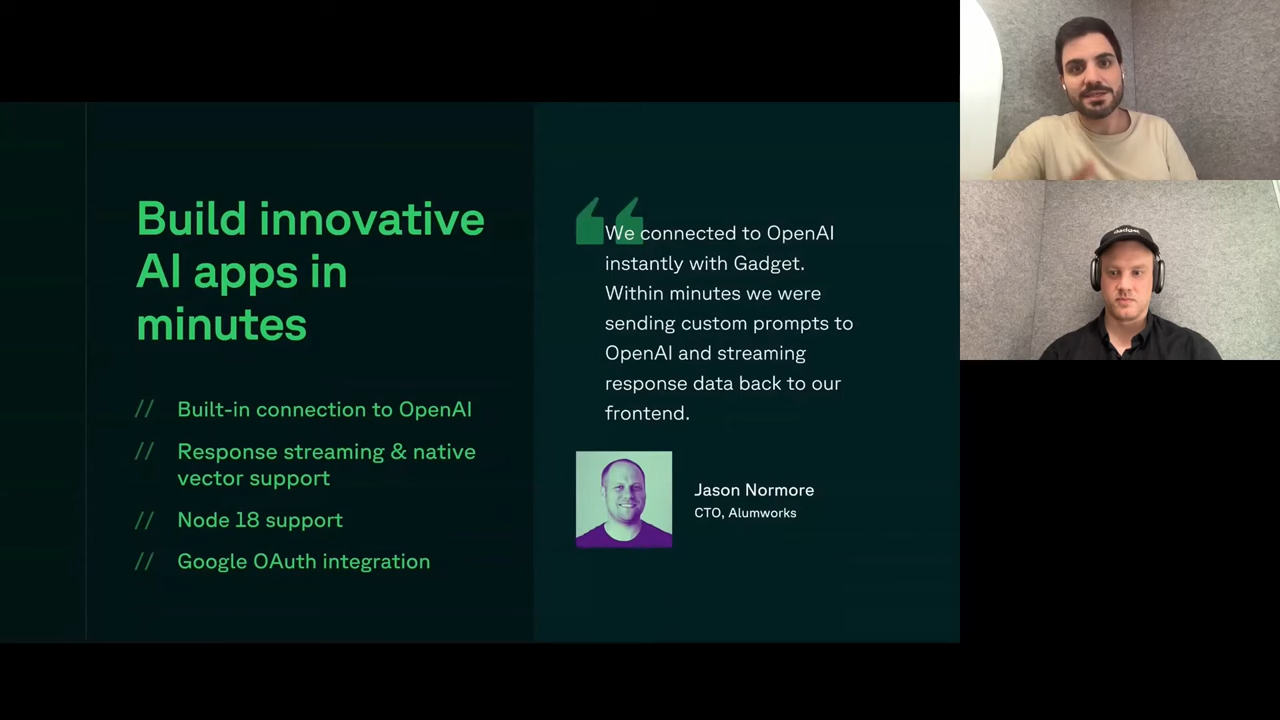 Build innovative
AI apps in
minutes
// Built-in connection to OpenAI
// Response streaming & native
vector support
// Node 18 support
// Google OAuth integration
“
We connected to OpenAI
instantly with Gadget.
Within minutes we were
sending custom prompts to
OpenAI and streaming
response data back to our
frontend.
Jason Normore
CTO, Alumworks
gadget